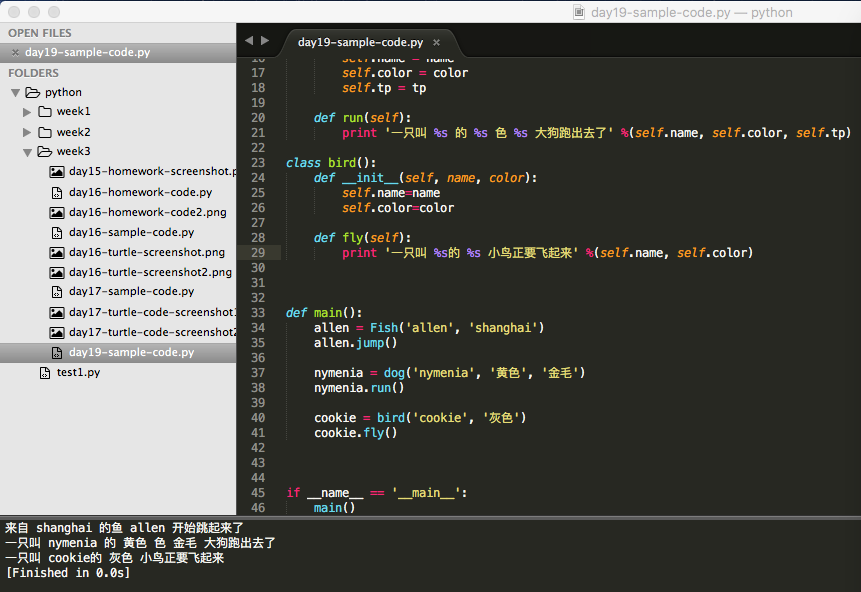 day19-sample-code.py — python
OPEN FILES
day19-sample-code.py
FOLDERS
python
week1
week2
week3
day15-homework-screenshot.p
day16-homework-code.py
day16-homework-code2.png
day16-sample-code.py
day16-turtle-screenshot.png
day16-turtle-screenshot2.png
day17-sample-code.py
day17-turtle-code-screenshot1
day17-turtle-code-screenshot2
day19-sample-code.py
test1.py
day19-sample-code.py
16 self.name = name
17 self.color = color
18 self.tp = tp
19
20 def run(self):
21 print '一只叫 %s 的 %s 色 %s 大狗跑出去了' %(self.name, self.color, self.tp)
22
23 class bird():
24 def __init__(self, name, color):
25 self.name=name
26 self.color=color
27
28 def fly(self):
29 print '一只叫 %s的 %s 小鸟正要飞起来' %(self.name, self.color)
30
31
32
33 def main():
34 allen = Fish('allen', 'shanghai')
35 allen.jump()
36
37 nymenia = dog('nymenia', '黄色', '金毛')
38 nymenia.run()
39
40 cookie = bird('cookie', '灰色')
41 cookie.fly()
42
43
44
45 if __name__ == '__main__':
46 main()
来自 shanghai 的鱼 allen 开始跳起来了
一只叫 nymenia 的 黄色 色 金毛 大狗跑出去了
一只叫 cookie的 灰色 小鸟正要飞起来
[Finished in 0.0s]